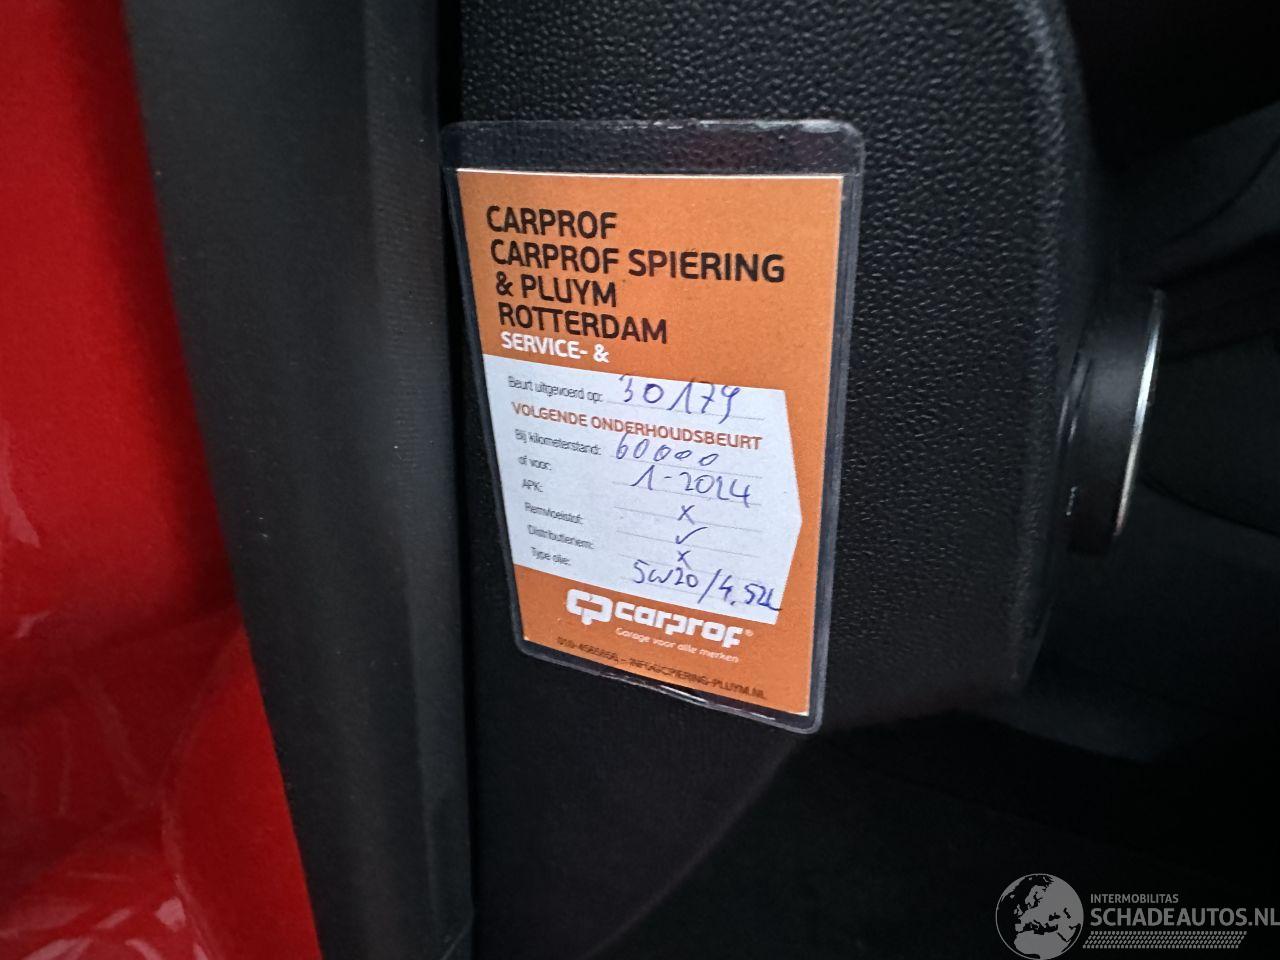 CARPROF
CARPROF SPIERING
& PLUYM
ROTTERDAM
SERVICE- &
Beurt uitgevoerd op: 30179
VOLGENDE ONDERHOUDSBEURT
Bij kilometerstand: 60000
of voor: 1-2024
APK: x
Remvloeistof: ✓
Distributieriem: x
Type olie: 5W20/4,52L
carprof®
Garage voor alle merken
INTERMOBILITAS
SCHADEAUTOS.NL